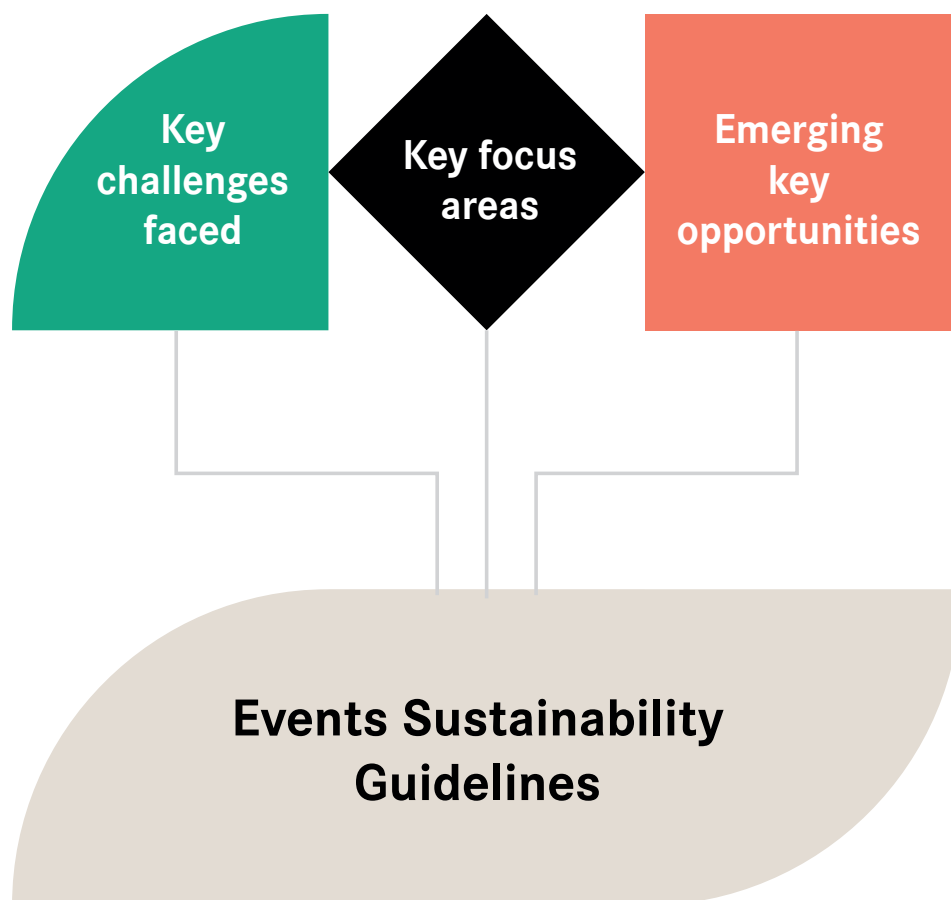 Key
challenges
faced
Key focus
areas
Emerging
key
opportunities
Events Sustainability
Guidelines